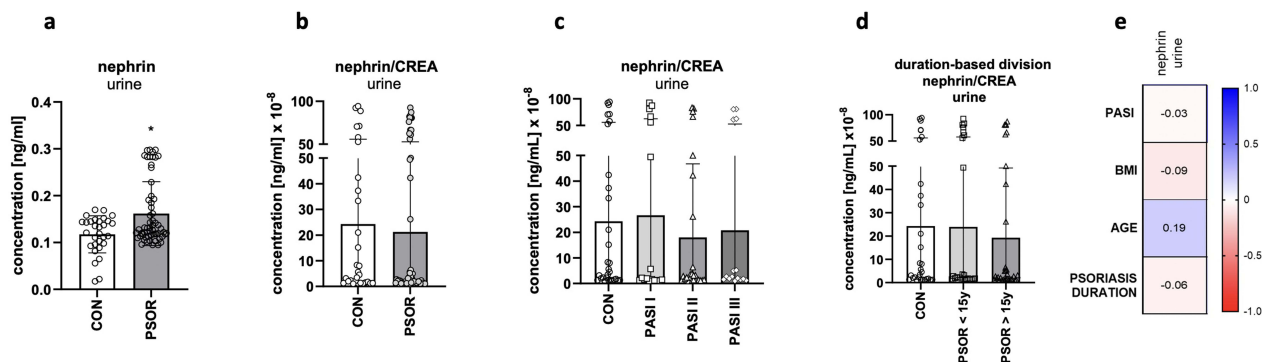 a
nephrin
urine
concentration [ng/ml]
0.4
0.3
0.2
0.1
0.0
*
CON
PSOR
b
nephrin/CREA
urine
concentration [ng/ml] x 10-8
100
50
50
40
30
20
10
0
CON
PSOR
c
nephrin/CREA
urine
concentration [ng/mL] x 10-8
100
50
50
40
30
20
10
0
CON
PASI I
PASI II
PASI III
d
duration-based division
nephrin/CREA
urine
concentration [ng/mL] x10-8
100
50
50
40
30
20
10
0
CON
PSOR < 15y
PSOR > 15y
e
nephrin
urine
PASI
-0.03
BMI
-0.09
AGE
0.19
PSORIASIS
DURATION
-0.06
1.0
0.5
0
-0.5
-1.0